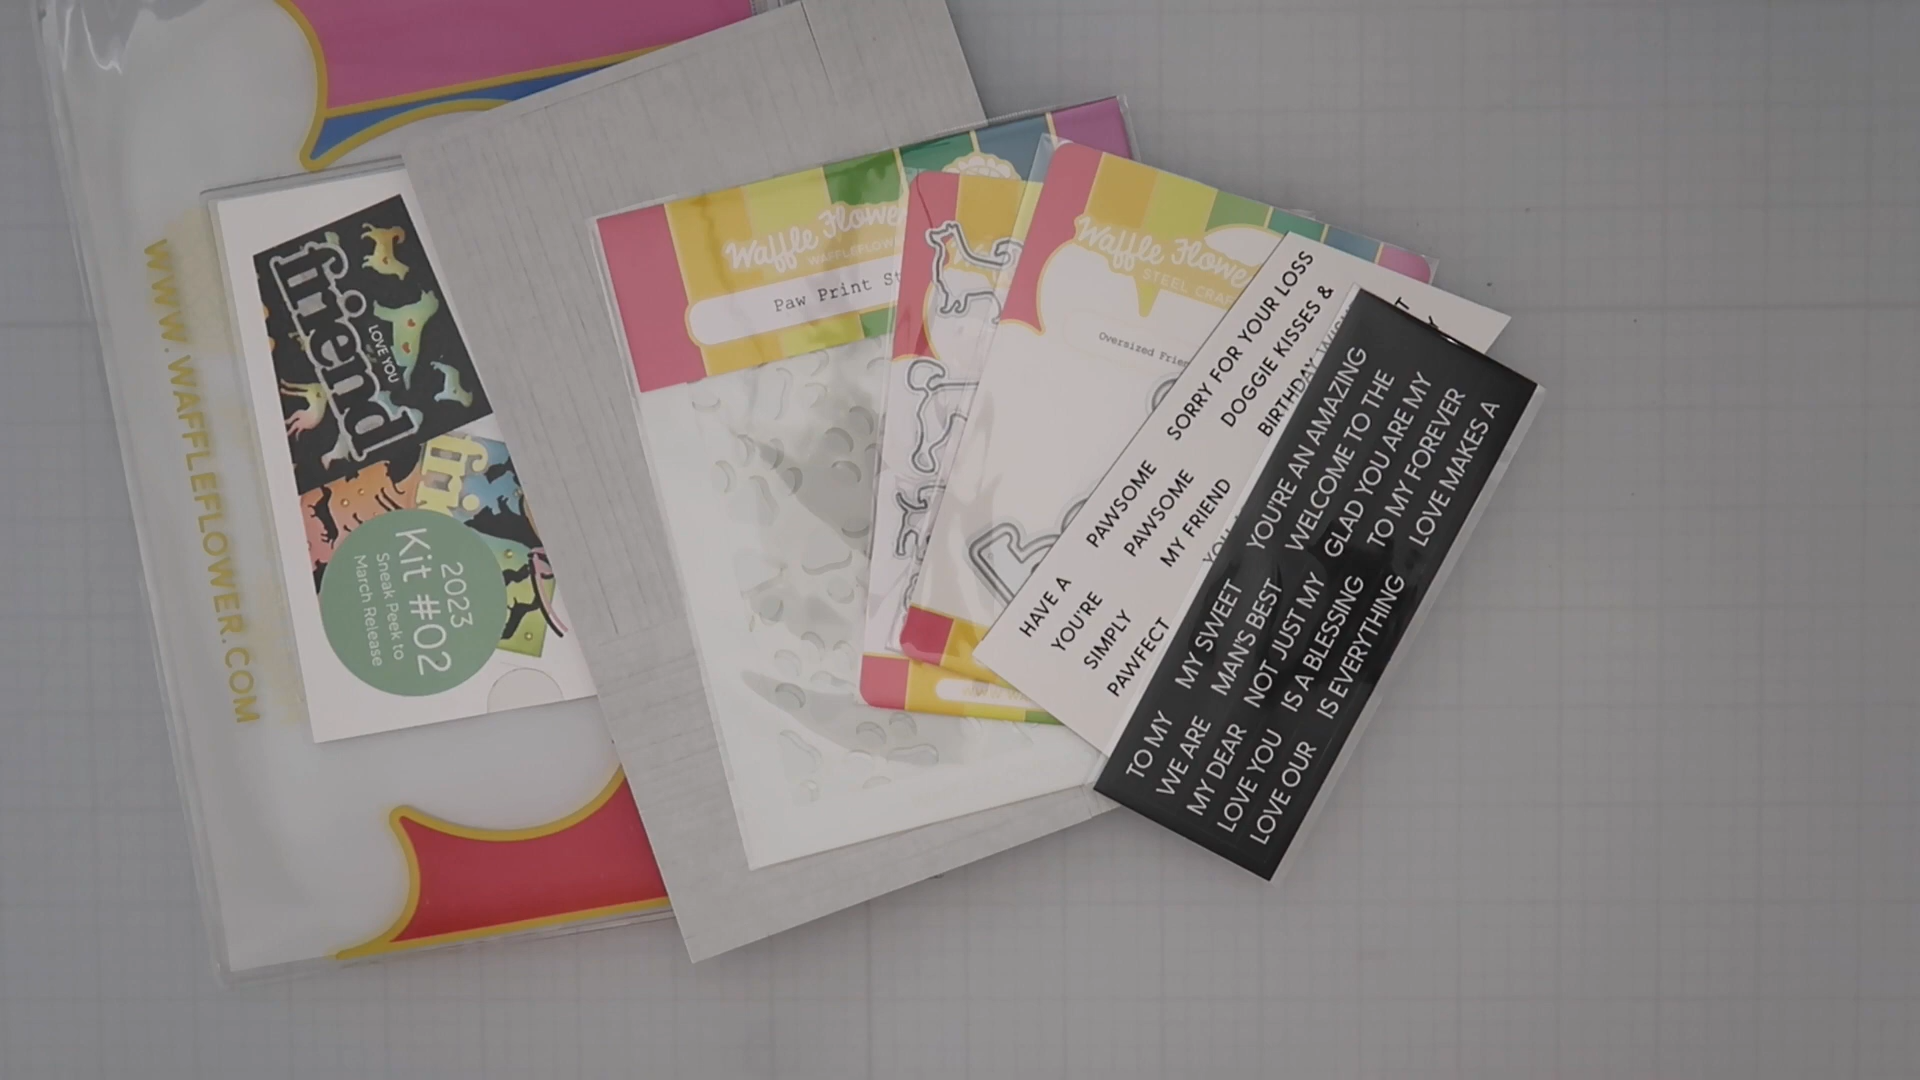 WWW.WAFFLEFLOWER.COM
friend
LOVE YOU
2023
Kit #02
Sneak Peek to
March Release
Waffle Flower
Paw Print
Waffle Flower
STEEL
Oversized
SORRY FOR YOUR LOSS
DOGGIE KISSES &
BIRTHDAY
PAWSOME
PAWSOME
MY FRIEND
HAVE A
YOU'RE
SIMPLY
PAWFECT
YOU'RE AN AMAZING
WELCOME TO THE
GLAD YOU ARE MY
TO MY FOREVER
LOVE MAKES A
MY SWEET
MAN'S BEST
NOT JUST MY
IS A BLESSING
IS EVERYTHING
TO MY
WE ARE
MY DEAR
LOVE YOU
LOVE OUR